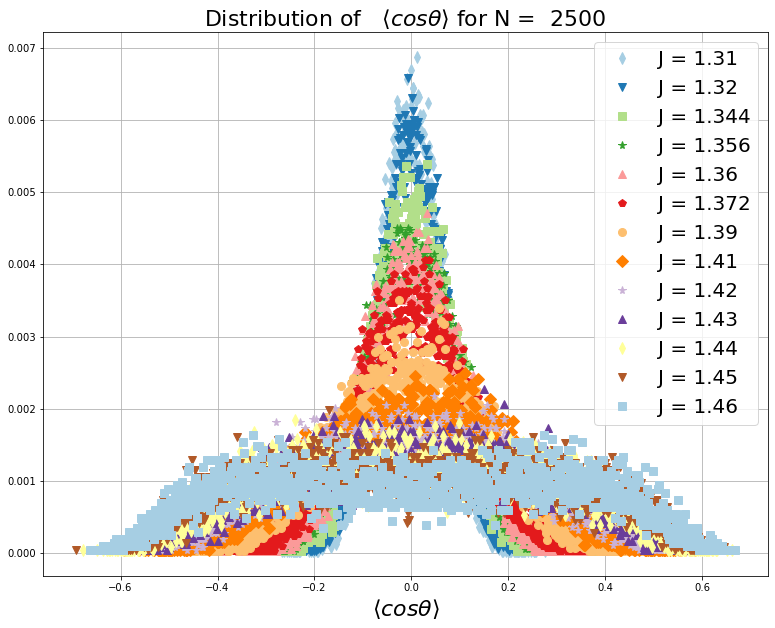 Distribution of ⟨cosθ⟩ for N = 2500
0.007
0.006
0.005
0.004
0.003
0.002
0.001
0.000
J = 1.31
J = 1.32
J = 1.344
J = 1.356
J = 1.36
J = 1.372
J = 1.39
J = 1.41
J = 1.42
J = 1.43
J = 1.44
J = 1.45
J = 1.46
−0.6 −0.4 −0.2 0.0 0.2 0.4 0.6
⟨cosθ⟩